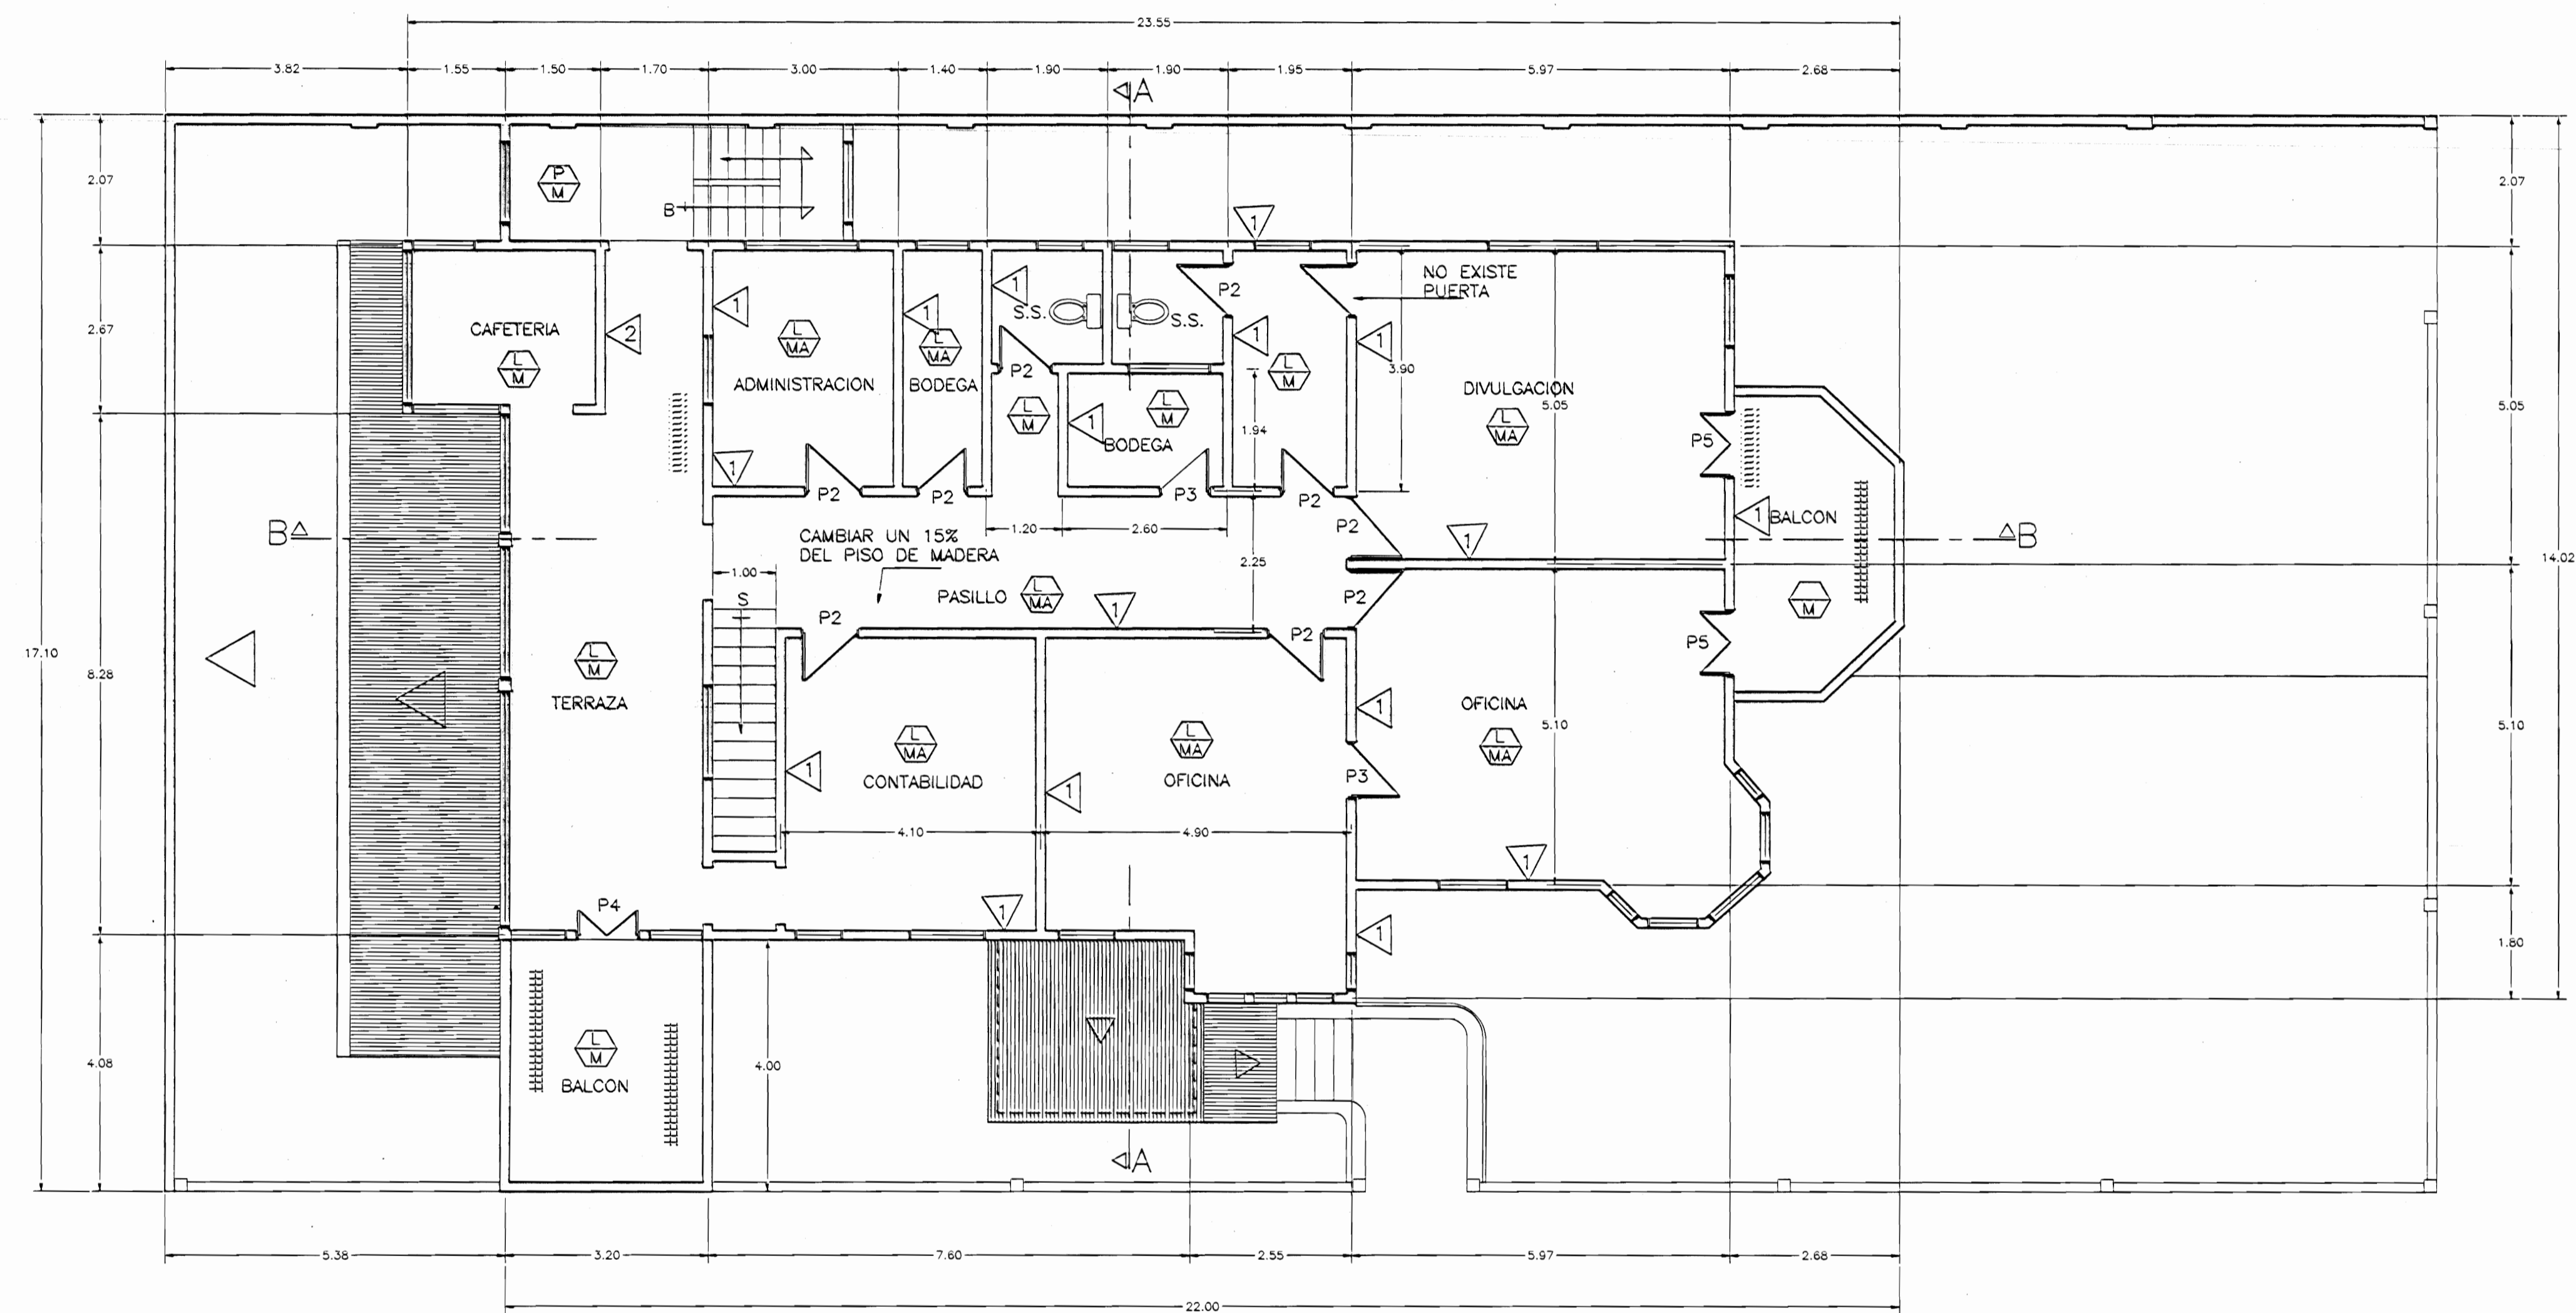 23.55
3.82 1.55 1.50 1.70 3.00 1.40 1.90 1.90 1.95 5.97 2.68
A
2.07
P
M
B
2.07
1
NO EXISTE
PUERTA
P2
1
1
1
S.S.
S.S.
2.67
CAFETERIA
2
L
MA
1
L
MA
1
1
L
M
P2
L
M
3.90
ADMINISTRACION
BODEGA
DIVULGACION
5.05
5.05
L
M
L
M
1
BODEGA
1.94
L
MA
P5
1
P2
P2
P3
P2
P2
1.20
2.60
1
1
BALCON
B
B
CAMBIAR UN 15%
DEL PISO DE MADERA
2.25
14.02
1.00
S
PASILLO
L
MA
1
P2
P2
P2
M
P5
17.10
8.28
L
M
TERRAZA
1
OFICINA
5.10
5.10
L
MA
L
MA
L
MA
1
CONTABILIDAD
1
OFICINA
P3
4.10
4.90
1
P4
1
1
1.80
4.08
L
M
BALCON
4.00
A
5.38 3.20 7.60 2.55 5.97 2.68
22.00